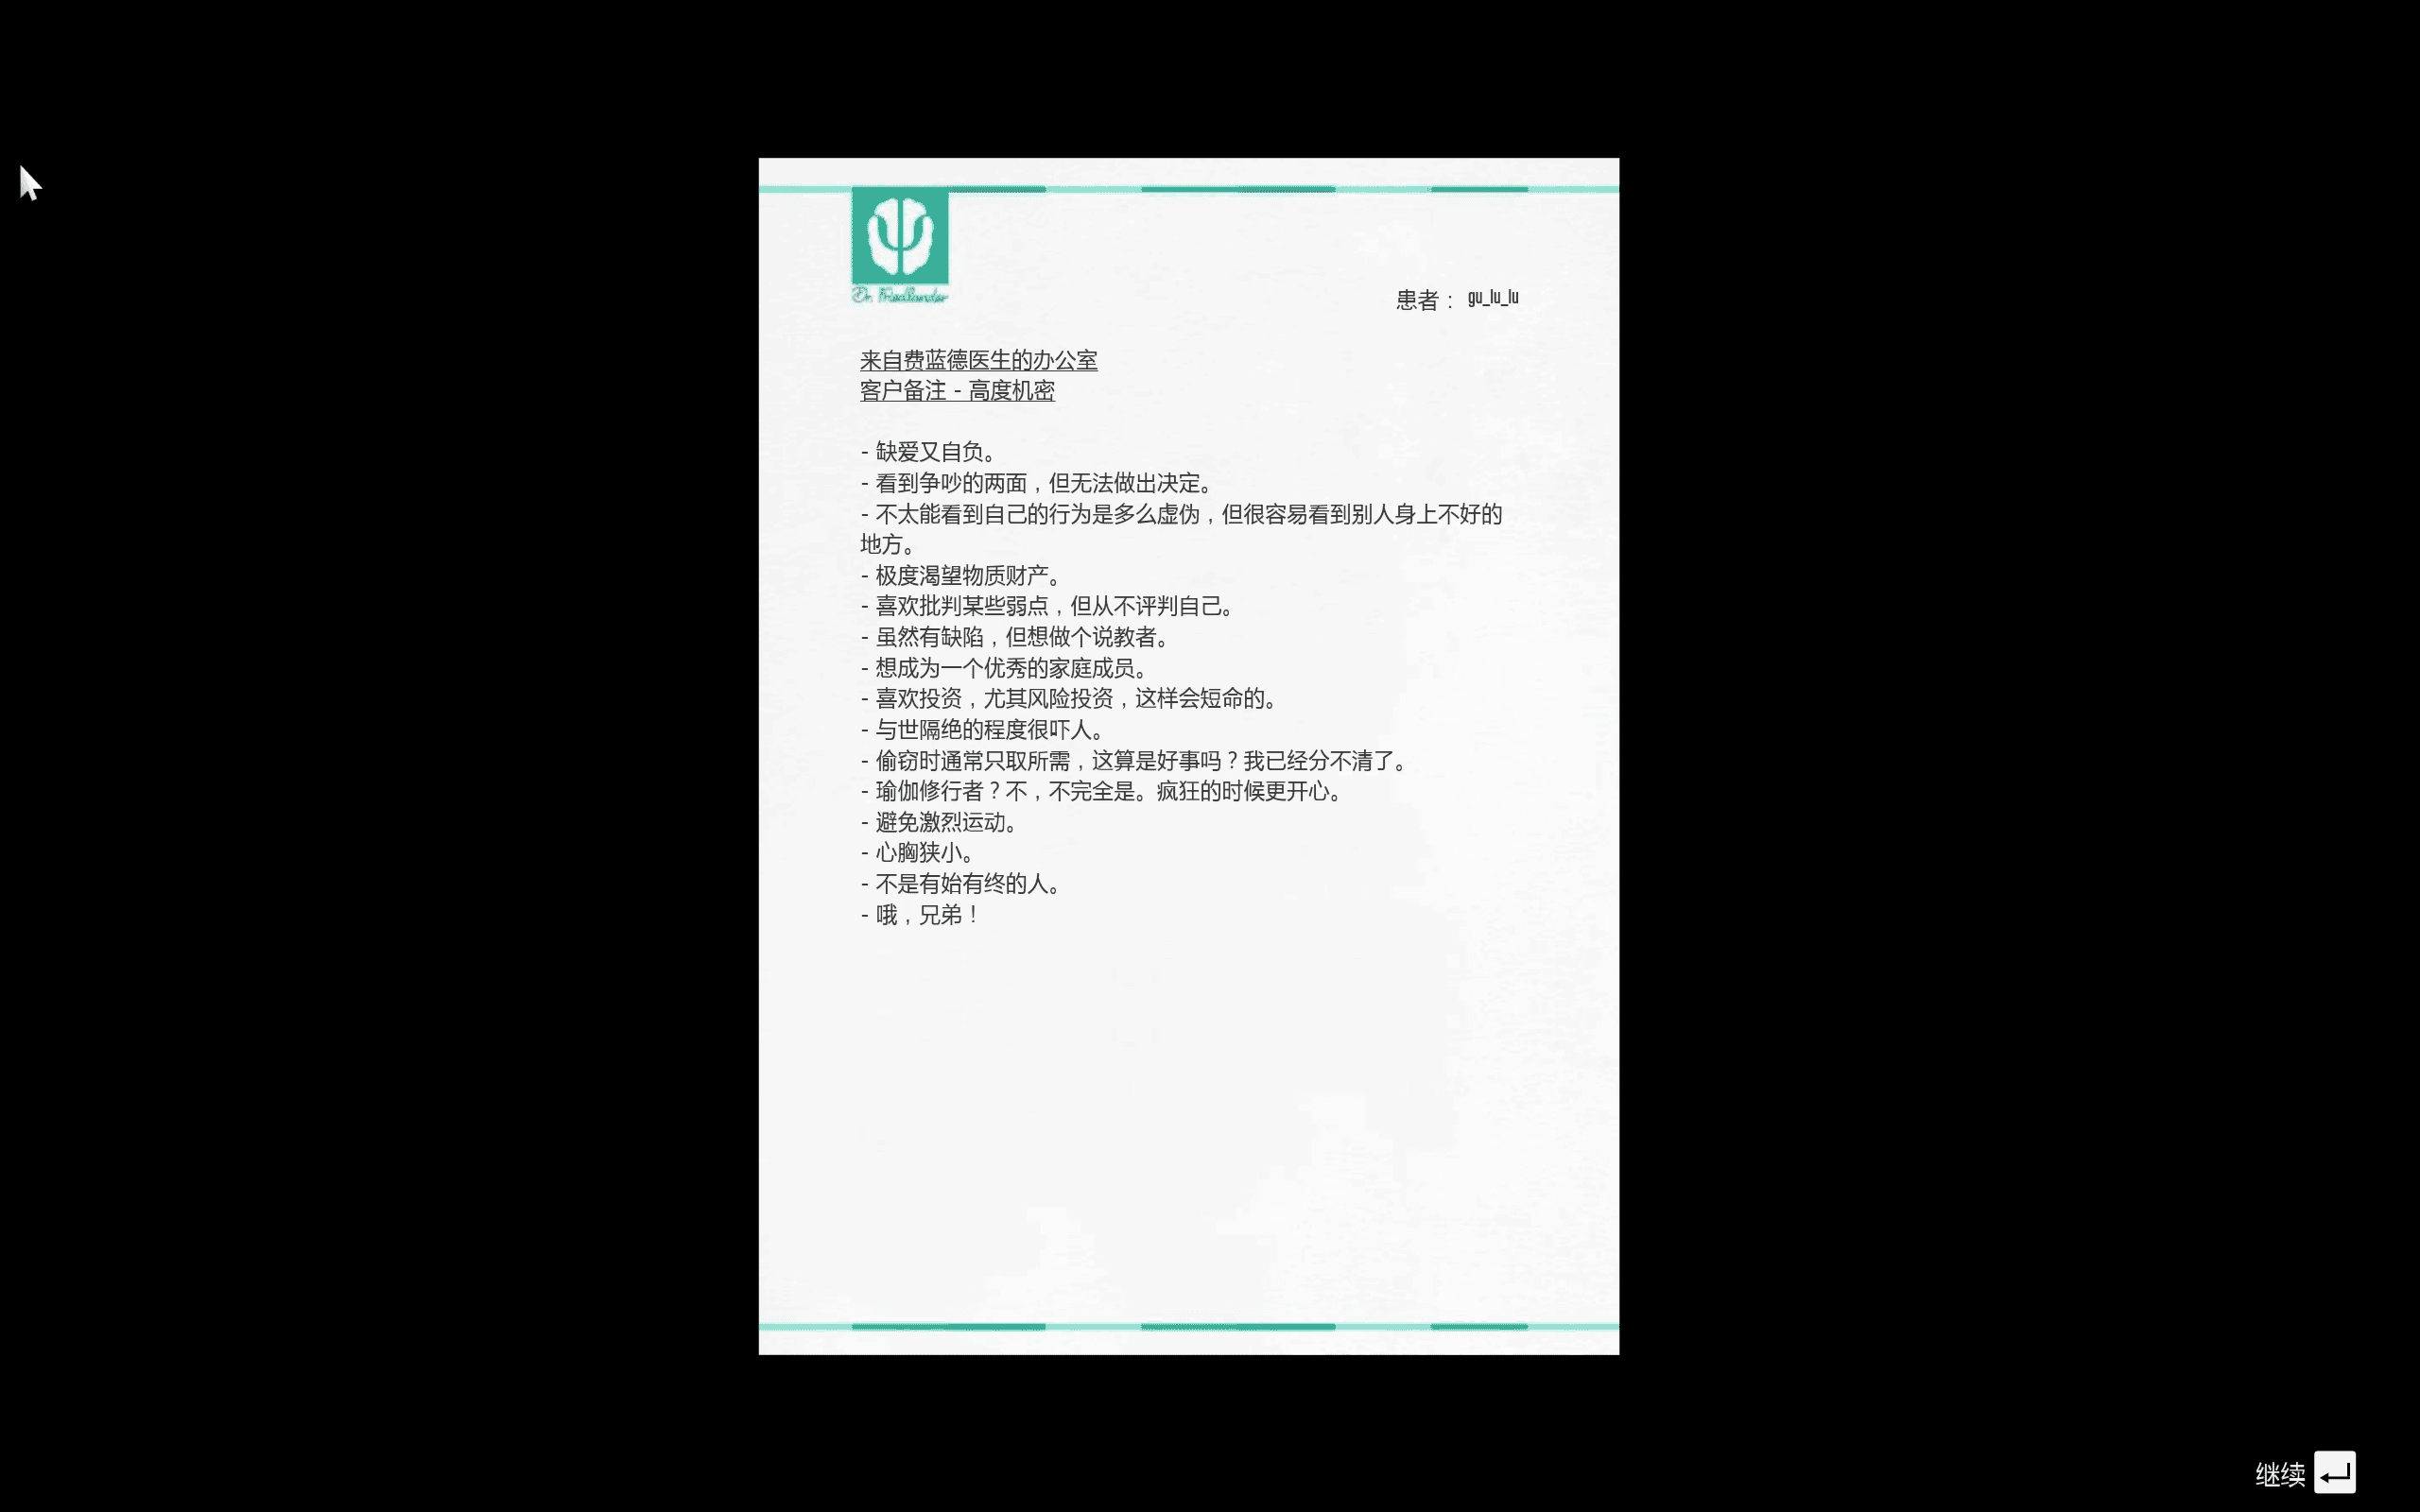 Dr. Friedlander
患者： gu_lu_lu
来自费蓝德医生的办公室
客户备注 - 高度机密
- 缺爱又自负。
- 看到争吵的两面，但无法做出决定。
- 不太能看到自己的行为是多么虚伪，但很容易看到别人身上不好的
地方。
- 极度渴望物质财产。
- 喜欢批判某些弱点，但从不评判自己。
- 虽然有缺陷，但想做个说教者。
- 想成为一个优秀的家庭成员。
- 喜欢投资，尤其风险投资，这样会短命的。
- 与世隔绝的程度很吓人。
- 偷窃时通常只取所需，这算是好事吗？我已经分不清了。
- 瑜伽修行者？不，不完全是。疯狂的时候更开心。
- 避免激烈运动。
- 心胸狭小。
- 不是有始有终的人。
- 哦，兄弟！
继续